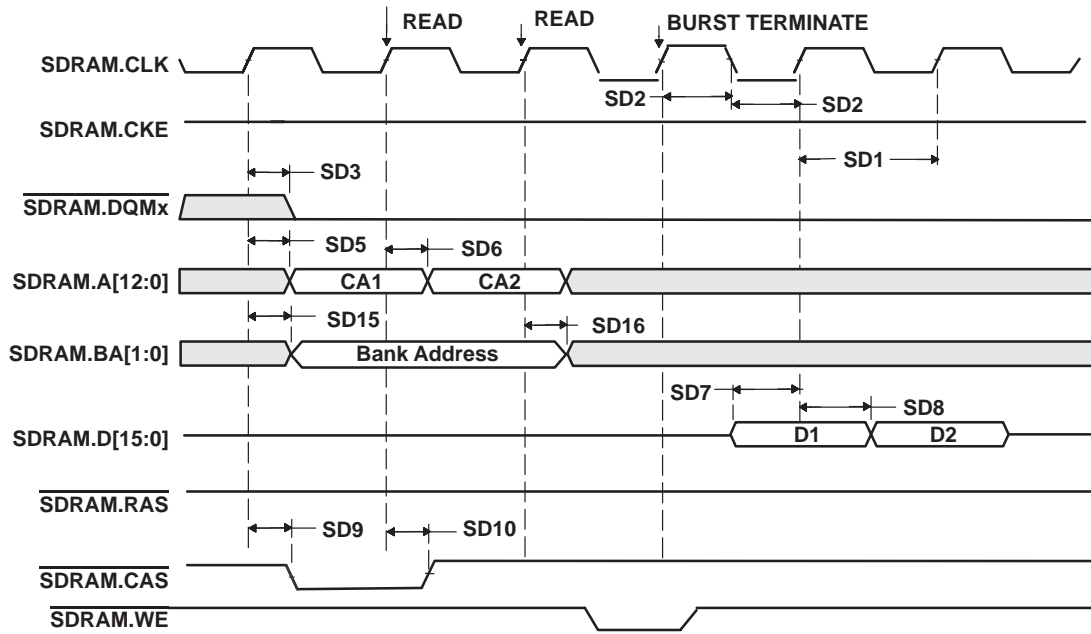 READ READ BURST TERMINATE
SDRAM.CLK
SD2 SD2
SDRAM.CKE
SD1
SD3
SDRAM.DQMx
SD5 SD6
SDRAM.A[12:0] CA1 CA2
SD15 SD16
SDRAM.BA[1:0] Bank Address
SD7 SD8
SDRAM.D[15:0] D1 D2
SDRAM.RAS
SD9 SD10
SDRAM.CAS
SDRAM.WE